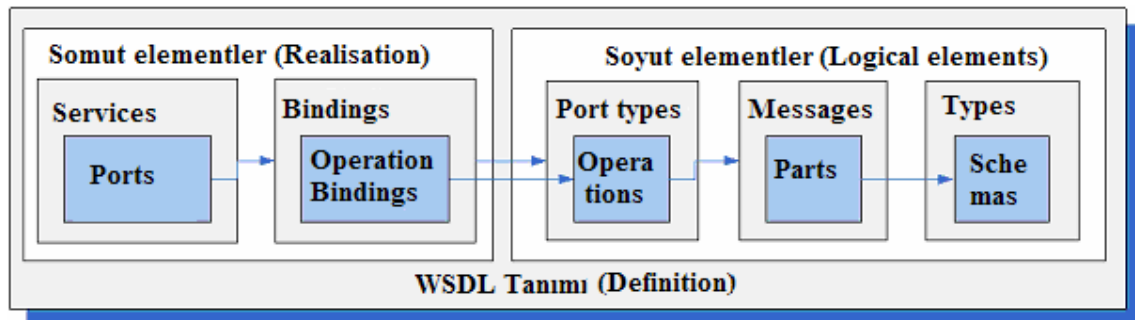 Somut elementler (Realisation)
Services
Ports
Bindings
Operation
Bindings
Soyut elementler (Logical elements)
Port types
Opera
tions
Messages
Parts
Types
Sche
mas
WSDL Tanımı (Definition)